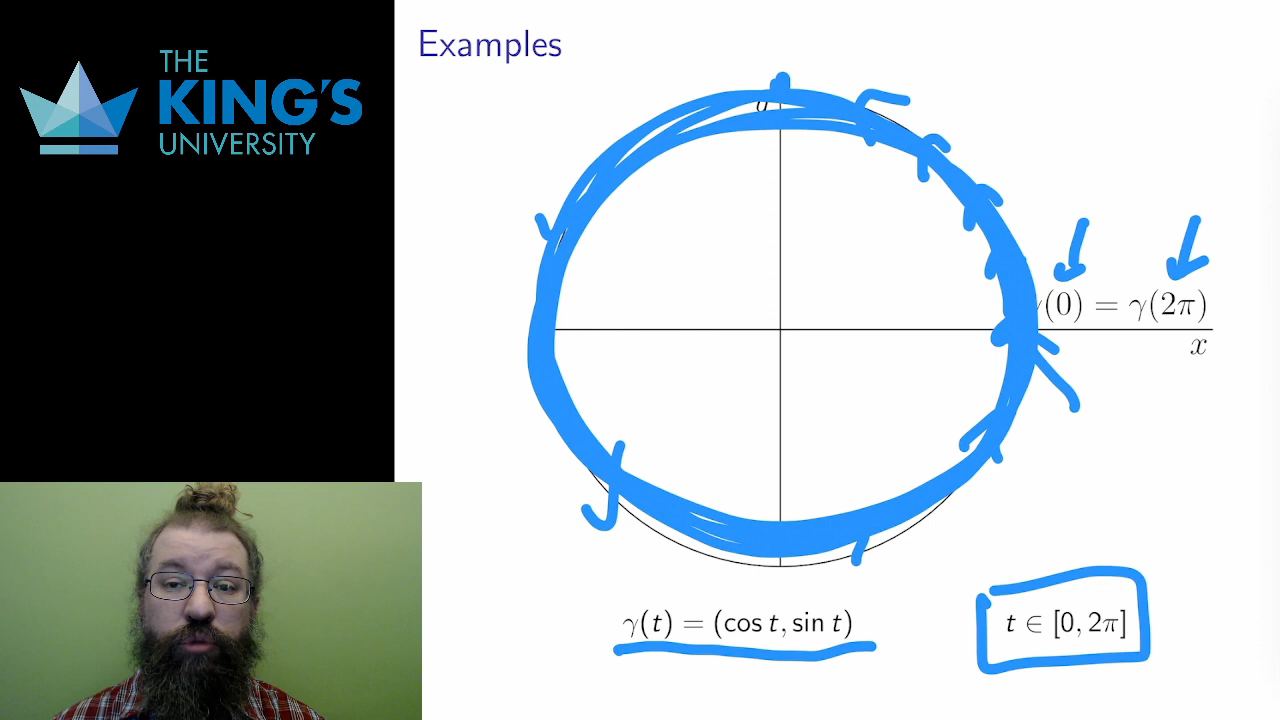 THE
KING'S
UNIVERSITY
Examples
γ(0) = γ(2π)
x
γ(t) = (cos t, sin t)
t ∈ [0, 2π]